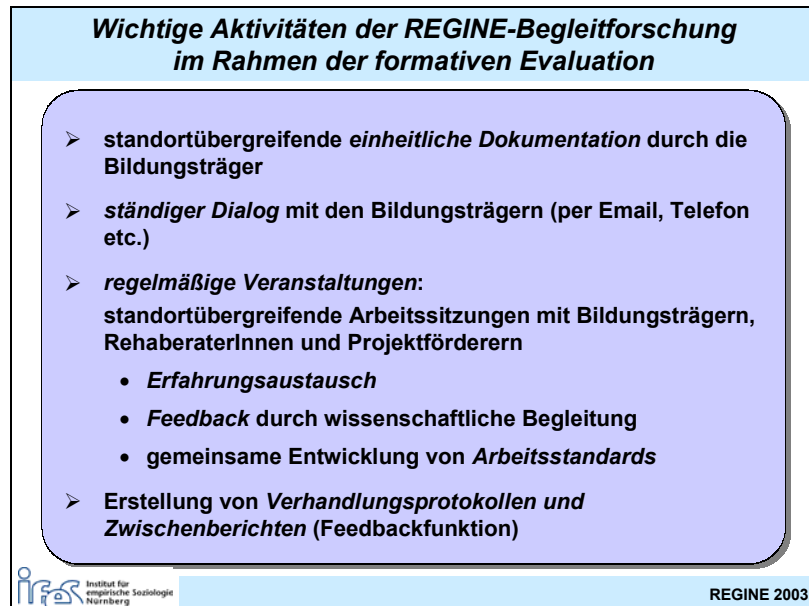 Wichtige Aktivitäten der REGINE-Begleitforschung
im Rahmen der formativen Evaluation
➢ standortübergreifende einheitliche Dokumentation durch die
Bildungsträger
➢ ständiger Dialog mit den Bildungsträgern (per Email, Telefon
etc.)
➢ regelmäßige Veranstaltungen:
standortübergreifende Arbeitssitzungen mit Bildungsträgern,
RehaberaterInnen und Projektförderern
• Erfahrungsaustausch
• Feedback durch wissenschaftliche Begleitung
• gemeinsame Entwicklung von Arbeitsstandards
➢ Erstellung von Verhandlungsprotokollen und
Zwischenberichten (Feedbackfunktion)
ifes Institut für
empirische Soziologie
Nürnberg
REGINE 2003